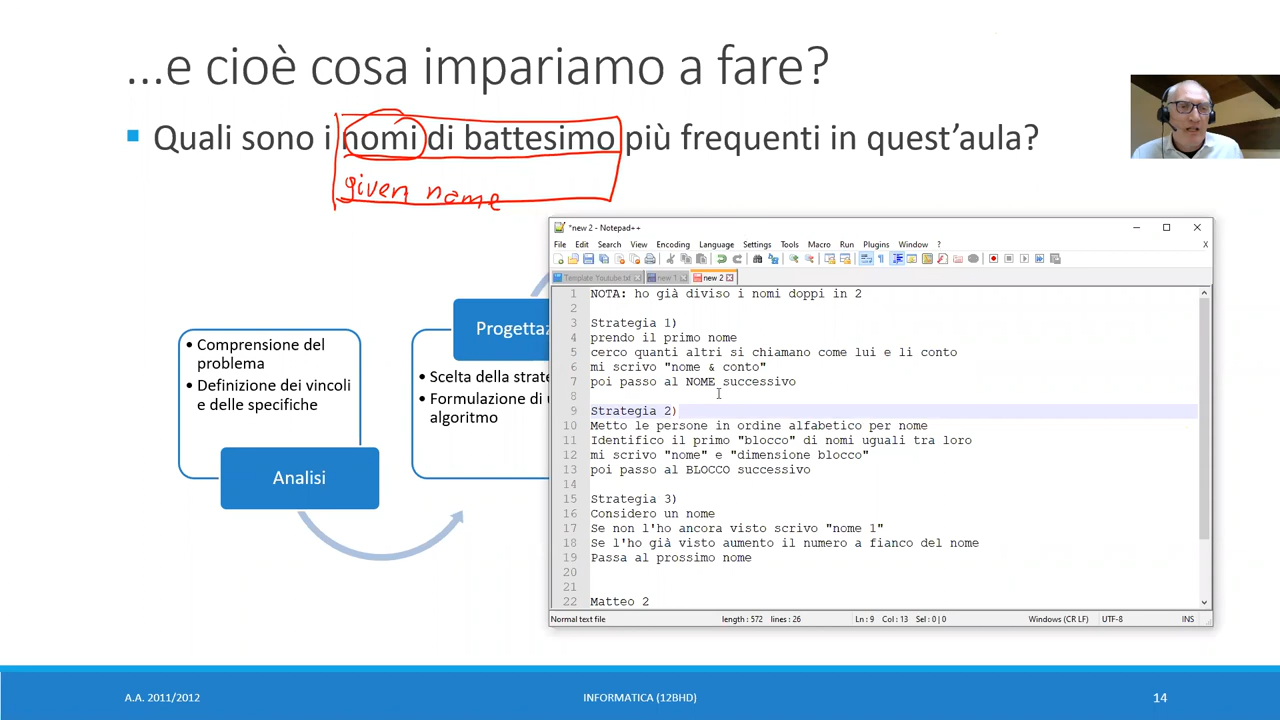 ...e cioè cosa impariamo a fare?
Quali sono i nomi di battesimo più frequenti in quest'aula?
given name
*new 2 - Notepad++
File Edit Search View Encoding Language Settings Tools Macro Run Plugins Window ? X
Template Youtube.txt new 1 new 2
1 NOTA: ho già diviso i nomi doppi in 2
2
3 Strategia 1)
4 prendo il primo nome
5 cerco quanti altri si chiamano come lui e li conto
6 mi scrivo "nome & conto"
7 poi passo al NOME successivo
8
9 Strategia 2)
10 Metto le persone in ordine alfabetico per nome
11 Identifico il primo "blocco" di nomi uguali tra loro
12 mi scrivo "nome" e "dimensione blocco"
13 poi passo al BLOCCO successivo
14
15 Strategia 3)
16 Considero un nome
17 Se non l'ho ancora visto scrivo "nome 1"
18 Se l'ho già visto aumento il numero a fianco del nome
19 Passa al prossimo nome
20
21
22 Matteo 2
Normal text file length : 572 lines : 26 Ln : 9 Col : 13 Sel : 0 | 0 Windows (CR LF) UTF-8 INS
• Comprensione del
problema
• Definizione dei vincoli
e delle specifiche
Analisi
Progettaz
• Scelta della strate
• Formulazione di u
algoritmo
A.A. 2011/2012
INFORMATICA (12BHD)
14